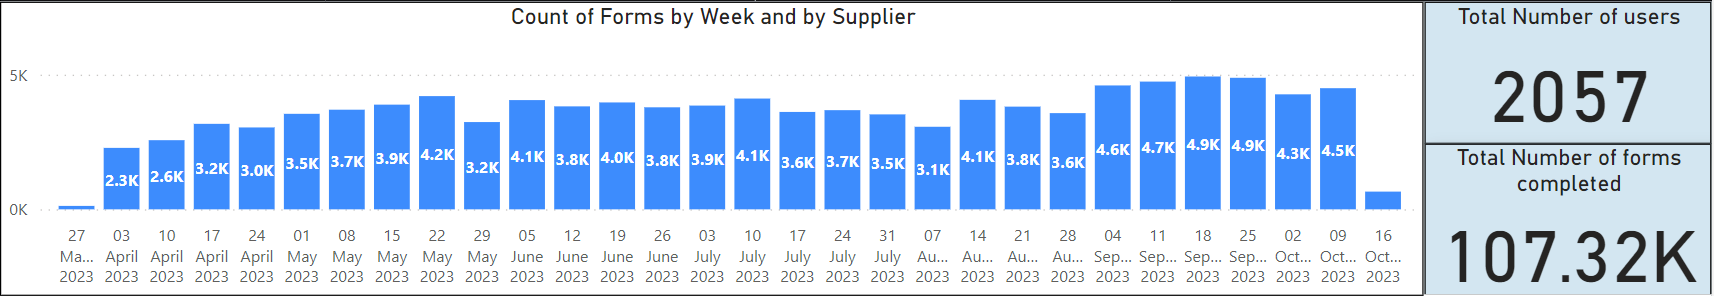 Count of Forms by Week and by Supplier
5K
0K
2.3K 2.6K 3.2K 3.0K 3.5K 3.7K 3.9K 4.2K 3.2K 4.1K 3.8K 4.0K 3.8K 3.9K 4.1K 3.6K 3.7K 3.5K 3.1K 4.1K 3.8K 3.6K 4.6K 4.7K 4.9K 4.9K 4.3K 4.5K
27 03 10 17 24 01 08 15 22 29 05 12 19 26 03 10 17 24 31 07 14 21 28 04 11 18 25 02 09 16
Ma... April April April April May May May May May June June June June July July July July July Au... Au... Au... Au... Sep... Sep... Sep... Sep... Oct... Oct... Oct...
2023 2023 2023 2023 2023 2023 2023 2023 2023 2023 2023 2023 2023 2023 2023 2023 2023 2023 2023 2023 2023 2023 2023 2023 2023 2023 2023 2023 2023 2023
Total Number of users
2057
Total Number of forms
completed
107.32K